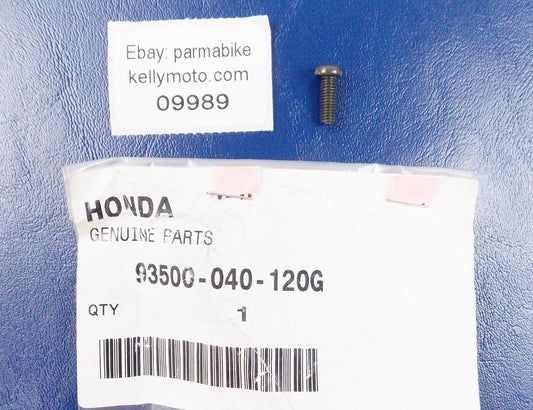 Ebay: parmabike
kellymoto.com
09989
HONDA
GENUINE PARTS
93500-040-120G
QTY 1